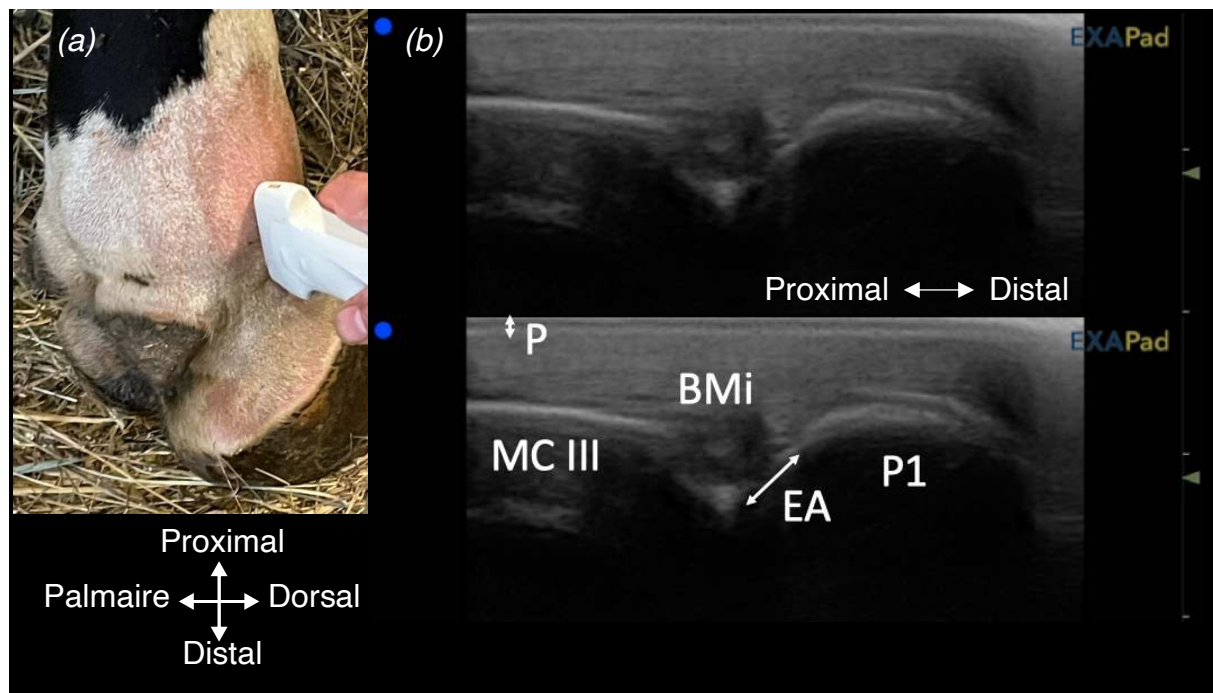 (a)
(b)
EXAPad
Proximal Distal
P
EXAPad
BMi
MC III
P1
EA
Proximal
Palmaire Dorsal
Distal